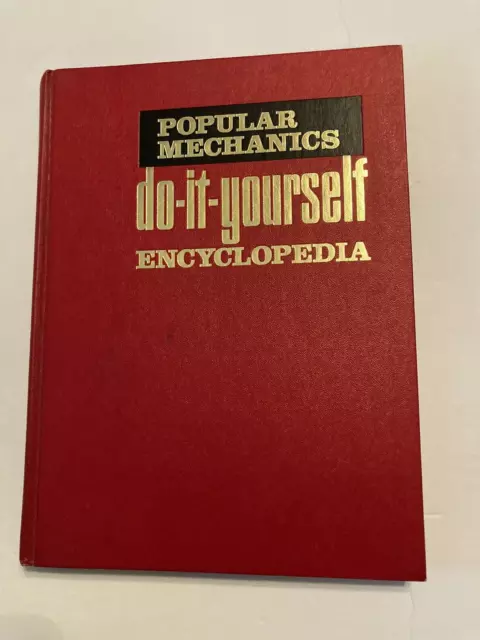 POPULAR
MECHANICS
do-it-yourself
ENCYCLOPEDIA